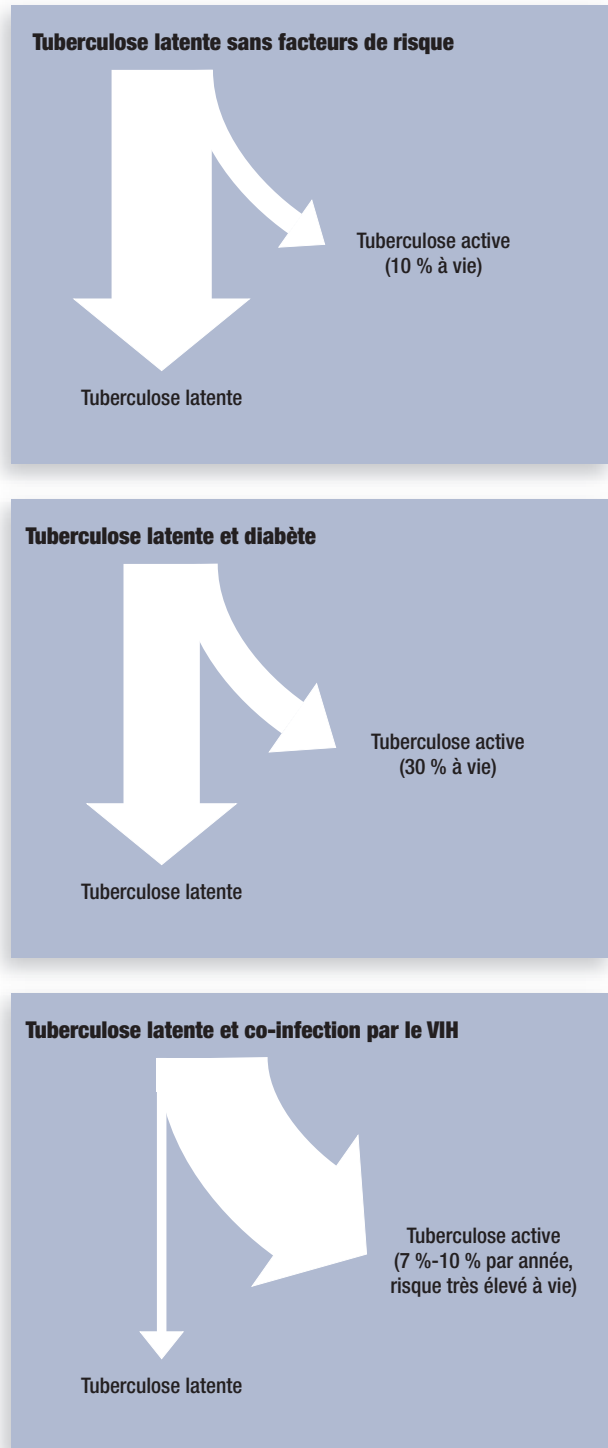 Tuberculose latente sans facteurs de risque
Tuberculose active
(10 % à vie)
Tuberculose latente
Tuberculose latente et diabète
Tuberculose active
(30 % à vie)
Tuberculose latente
Tuberculose latente et co-infection par le VIH
Tuberculose active
(7 %-10 % par année,
risque très élevé à vie)
Tuberculose latente